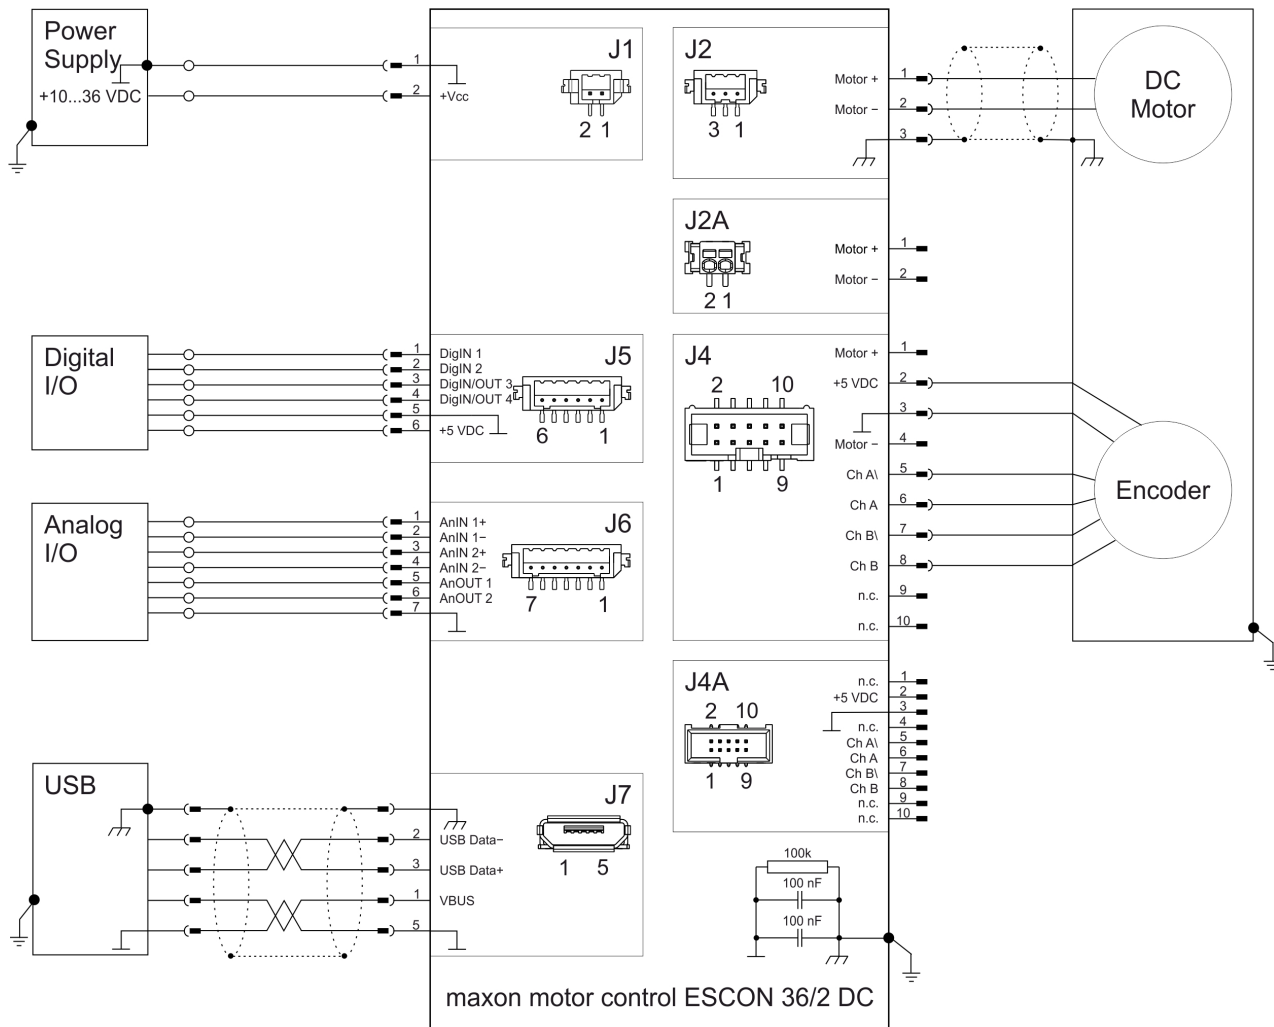 Power
Supply
+10...36 VDC
1
2
+Vcc
J1
2 1
J2
3 1
Motor +
1
Motor −
2
3
DC
Motor
J2A
2 1
Motor +
1
Motor −
2
Digital
I/O
1
DigIN 1
2
DigIN 2
3
DigIN/OUT 3
4
DigIN/OUT 4
5
6
+5 VDC
J5
6 1
J4
2 10
1 9
Motor +
1
+5 VDC
2
3
Motor −
4
Ch A\
5
Ch A
6
Ch B\
7
Ch B
8
n.c.
9
n.c.
10
Encoder
Analog
I/O
1
AnIN 1+
2
AnIN 1−
3
AnIN 2+
4
AnIN 2−
5
AnOUT 1
6
AnOUT 2
7
J6
7 1
J4A
2 10
1 9
n.c.
1
+5 VDC
2
3
n.c.
4
Ch A\
5
Ch A
6
Ch B\
7
Ch B
8
n.c.
9
n.c.
10
USB
2
USB Data−
3
USB Data+
1
VBUS
5
J7
1 5
100k
100 nF
100 nF
maxon motor control ESCON 36/2 DC